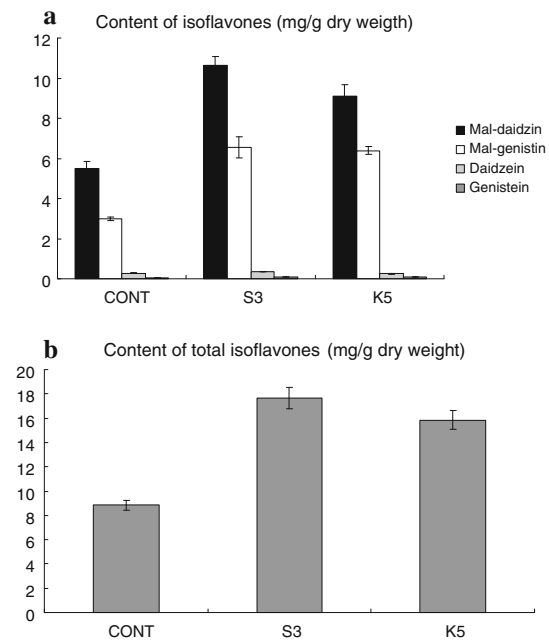 a
Content of isoflavones (mg/g dry weigth)
12
10
8
6
4
2
0
CONT
S3
K5
Mal-daidzin
Mal-genistin
Daidzein
Genistein
b
Content of total isoflavones (mg/g dry weight)
20
18
16
14
12
10
8
6
4
2
0
CONT
S3
K5